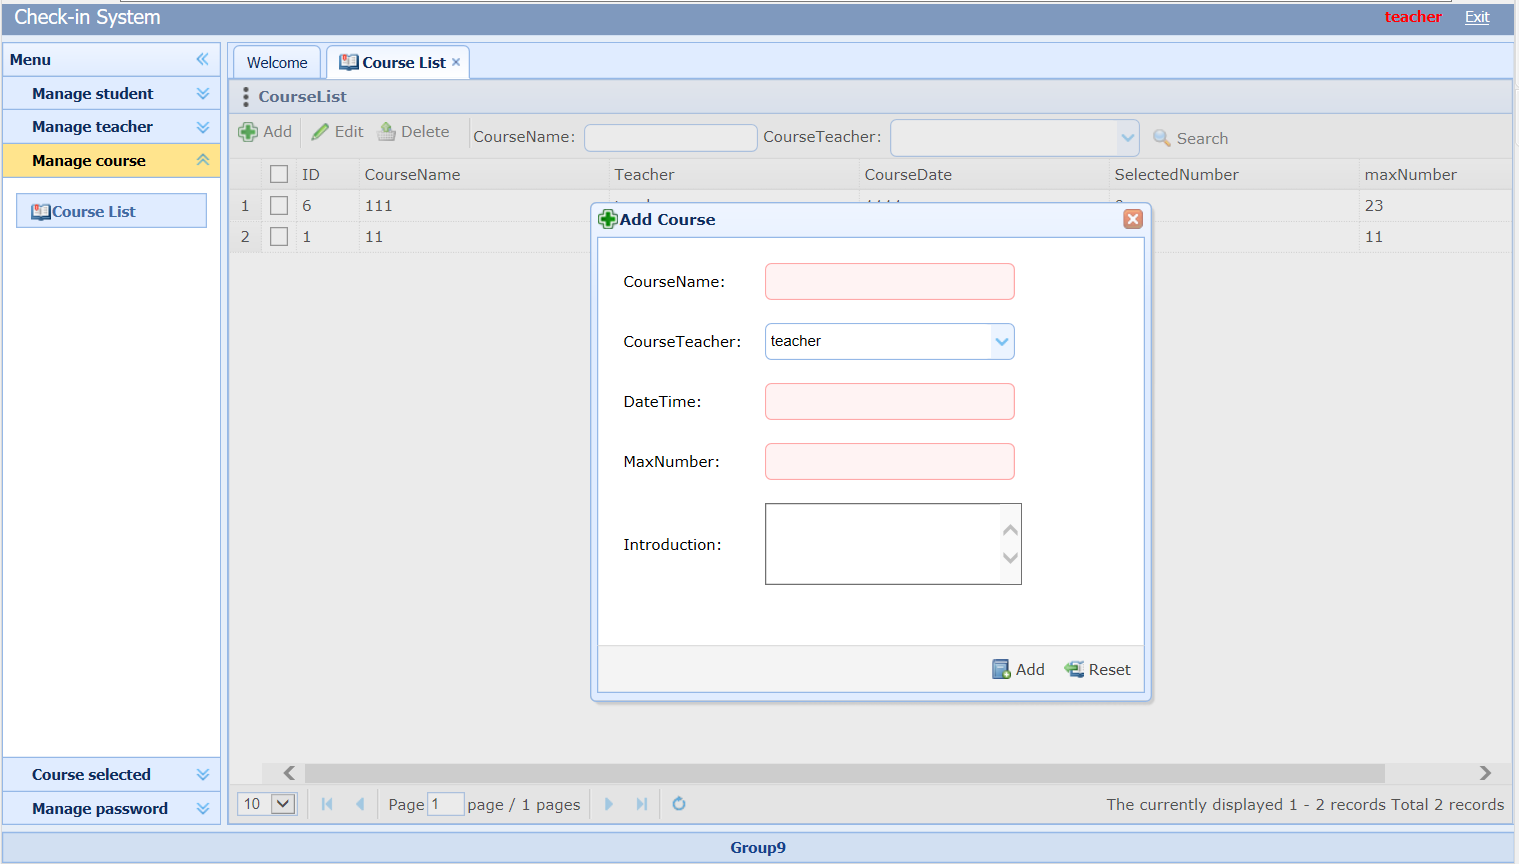 Check-in System
teacher Exit
Menu
Manage student
Manage teacher
Manage course
Course List
Course selected
Manage password
Welcome
Course List
CourseList
Add Edit Delete CourseName: CourseTeacher: Search
ID CourseName Teacher CourseDate SelectedNumber maxNumber
1 6 111 23
2 1 11 11
Add Course
CourseName:
CourseTeacher: teacher
DateTime:
MaxNumber:
Introduction:
Add Reset
10 Page 1 page / 1 pages
The currently displayed 1 - 2 records Total 2 records
Group9